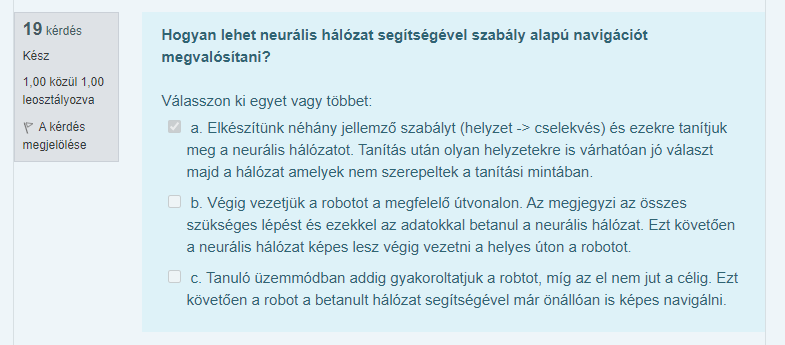 19 kérdés
Kész
1,00 közül 1,00
leosztályozva
A kérdés
megjelölése
Hogyan lehet neurális hálózat segítségével szabály alapú navigációt
megvalósítani?
Válasszon ki egyet vagy többet:
a. Elkészítünk néhány jellemző szabályt (helyzet -> cselekvés) és ezekre tanítjuk
meg a neurális hálózatot. Tanítás után olyan helyzetekre is várhatóan jó választ
majd a hálózat amelyek nem szerepeltek a tanítási mintában.
b. Végig vezetjük a robotot a megfelelő útvonalon. Az megjegyzi az összes
szükséges lépést és ezekkel az adatokkal betanul a neurális hálózat. Ezt követően
a neurális hálózat képes lesz végig vezetni a helyes úton a robotot.
c. Tanuló üzemmódban addig gyakoroltatjuk a robtot, míg az el nem jut a célig. Ezt
követően a robot a betanult hálózat segítségével már önállóan is képes navigálni.